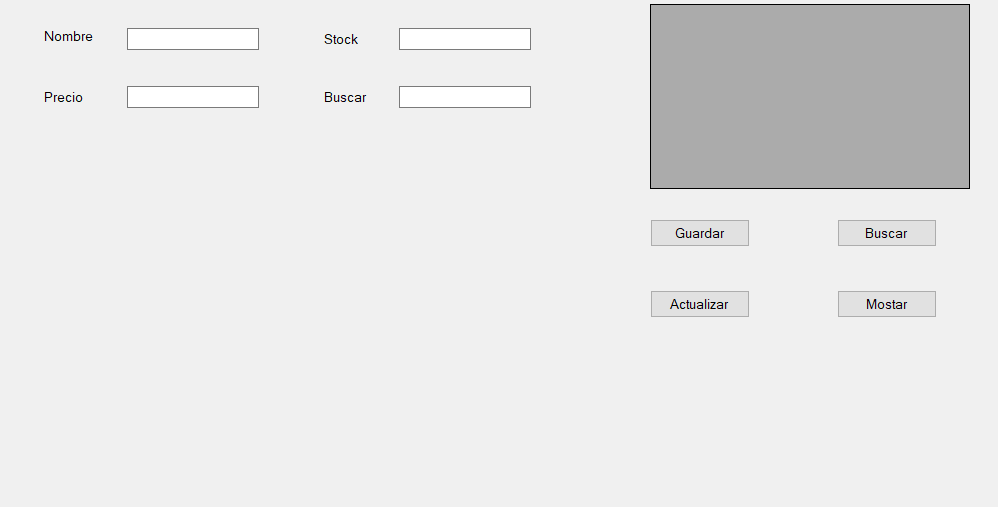 Nombre
Stock
Precio
Buscar
Guardar
Buscar
Actualizar
Mostar